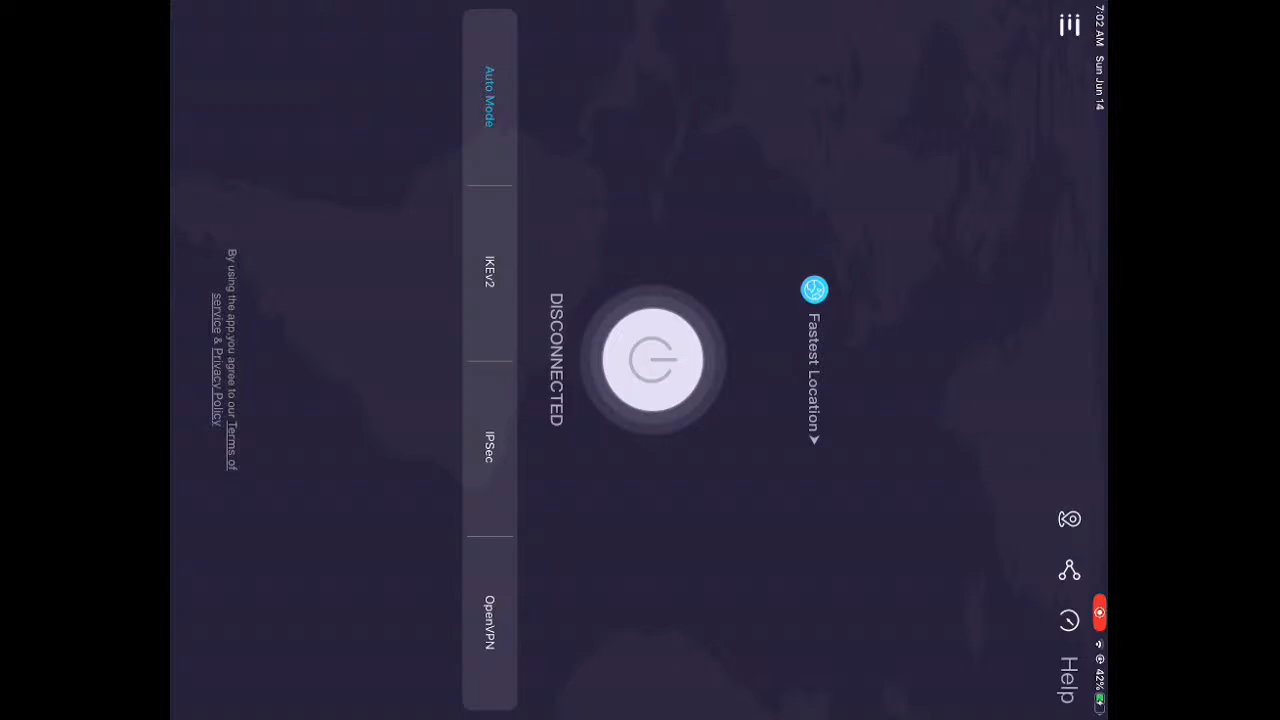 7:02 AM Sun Jun 14
42%
Help
Fastest Location
DISCONNECTED
Auto Mode
IKEv2
IPSec
OpenVPN
By using the app,you agree to our Terms of
service & Privacy Policy